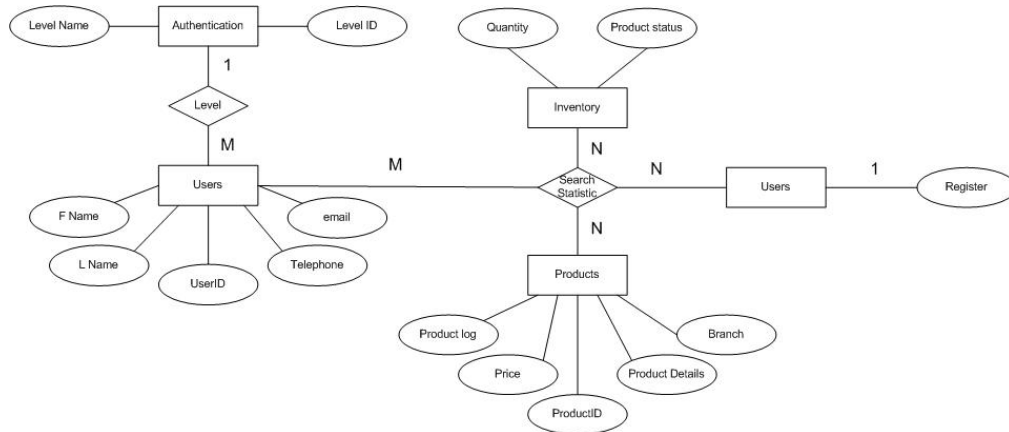 Level Name
Authentication
Level ID
Quantity
Product status
1
Level
Inventory
M
N
Users
M
Search
Statistic
N
Users
1
Register
F Name
email
N
L Name
Telephone
UserID
Products
Product log
Branch
Price
Product Details
ProductID